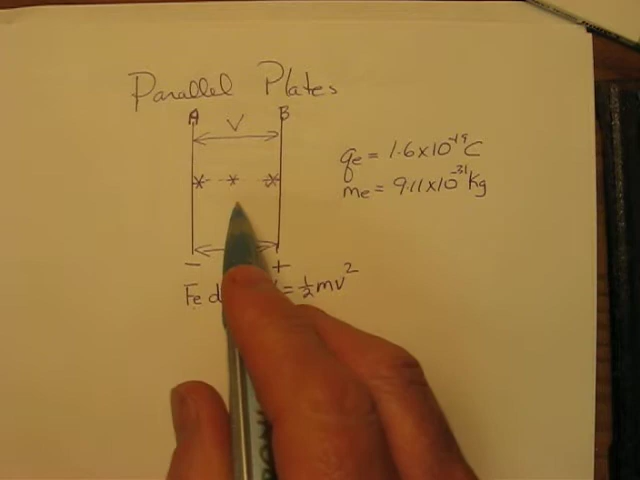 Parallel Plates
A B
V
qe = 1.6x10⁻¹⁹C
me = 9.11x10⁻³¹Kg
- +
Fe d = ½mv²